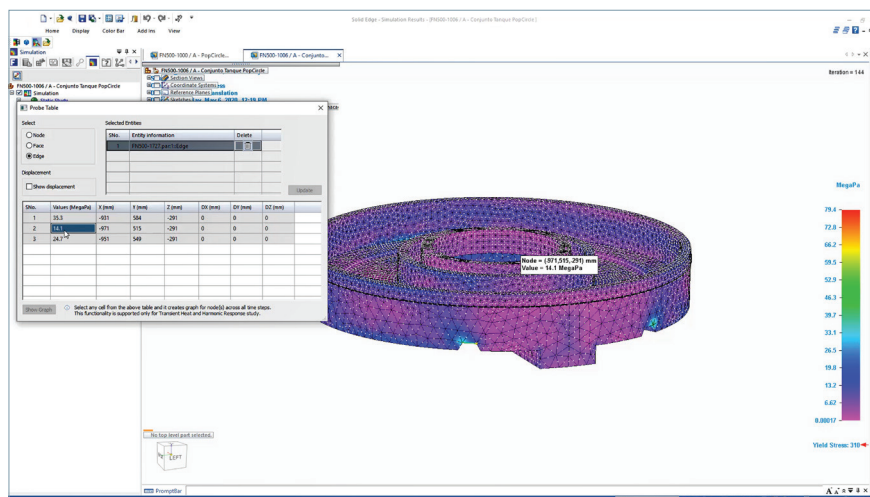 Solid Edge - Simulation Results - [FN500-1006 / A - Conjunto Tanque PopCircle]
Home Display Color Bar Add Ins View
Simulation
FN500-1000 / A - PopCircle...
FN500-1006 / A - Conjunto...
FN500-1006 / A - Conjunto Tanque PopCircle
Simulation
Static Study
FN500-1006 / A - Conjunto Tanque PopCircle
Section Views
Coordinate Systems
Reference Planes
Sketches
Iteration = 144
Probe Table
Select
Node
Face
Edge
Selected Entities
SNo. Entity Information Delete
1
Update
Displacement
Show displacement
SNo. Values (MegaPa) X (mm) Y (mm) Z (mm) DX (mm) DY (mm) DZ (mm)
1 35.3 -931 584 -291 0 0 0
2 14.1 -971 515 -291 0 0 0
3 24.7 -951 549 -291 0 0 0
Show Graph
Select any cell from the above table and it creates graph for node(s) across all time steps.
This functionality is supported only for Transient Heat and Harmonic Response study.
Node = (-971,515,-291) mm
Value = 14.1 MegaPa
MegaPa
79.4
72.8
66.2
59.5
52.9
46.3
39.7
33.1
26.5
19.8
13.2
6.62
0.00017
Yield Stress: 310
No top level part selected.
LEFT
PromptBar